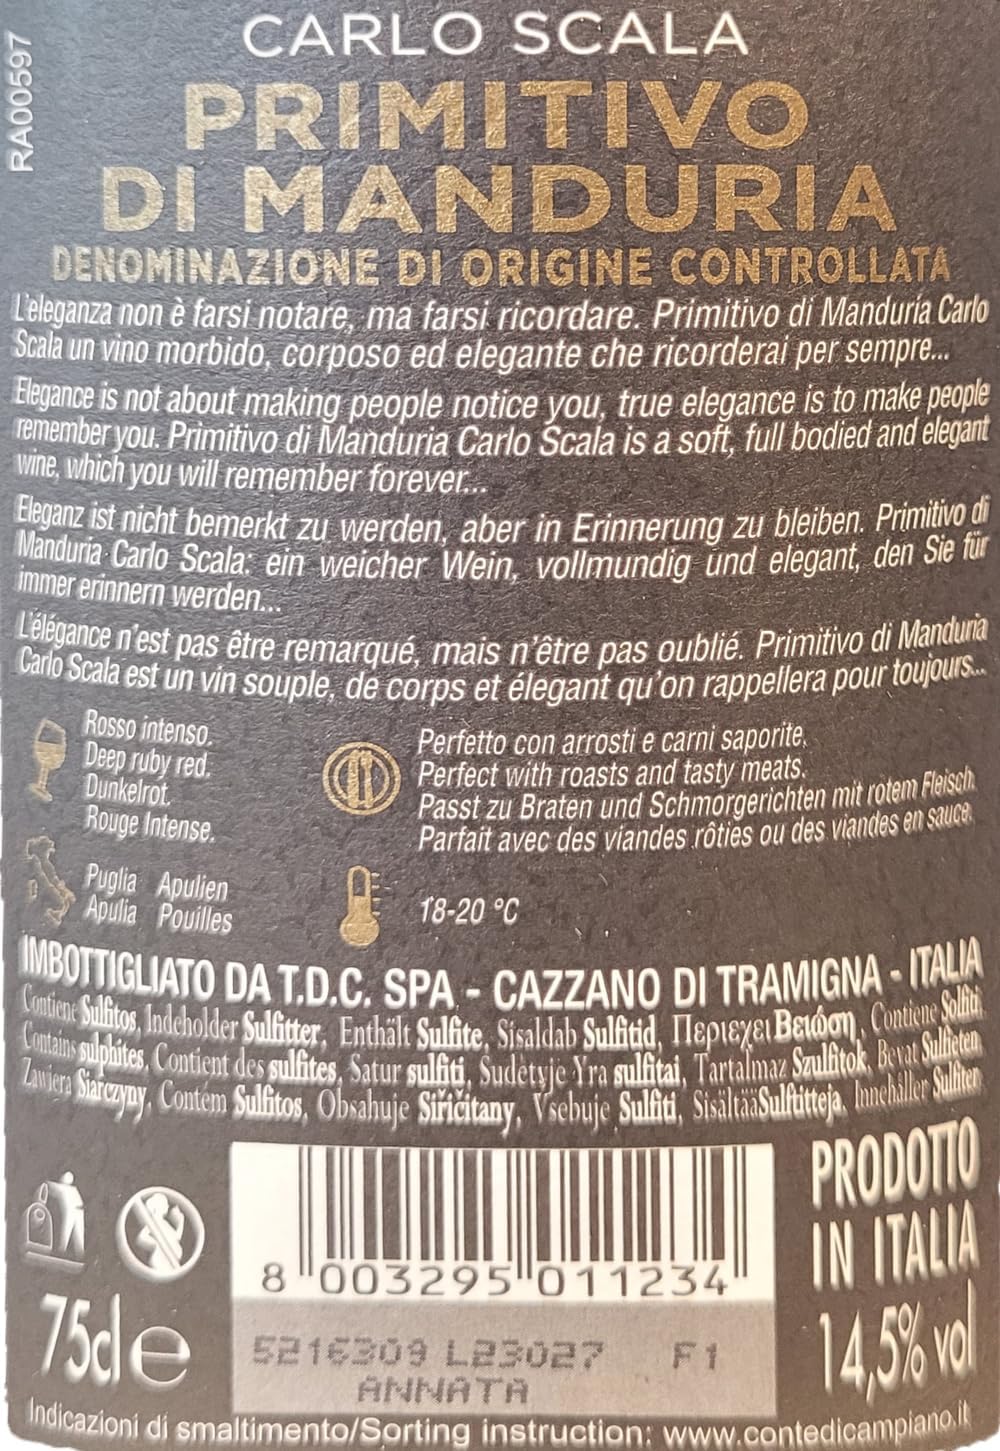 RA00597
CARLO SCALA
PRIMITIVO
DI MANDURIA
DENOMINAZIONE DI ORIGINE CONTROLLATA
L'eleganza non è farsi notare, ma farsi ricordare. Primitivo di Manduria Carlo
Scala un vino morbido, corposo ed elegante che ricorderai per sempre...
Elegance is not about making people notice you, true elegance is to make people
remember you. Primitivo di Manduria Carlo Scala is a soft, full bodied and elegant
wine, which you will remember forever...
Eleganz ist nicht bemerkt zu werden, aber in Erinnerung zu bleiben. Primitivo di
Manduria Carlo Scala: ein weicher Wein, vollmundig und elegant, den Sie für
immer erinnern werden...
L'élégance n'est pas être remarqué, mais n'être pas oublié. Primitivo di Manduria
Carlo Scala est un vin souple, de corps et élegant qu'on rappellera pour toujours...
Rosso intenso.
Deep ruby red.
Dunkelrot.
Rouge Intense.
Perfetto con arrosti e carni saporite.
Perfect with roasts and tasty meats.
Passt zu Braten und Schmorgerichten mit rotem Fleisch.
Parfait avec des viandes rôties ou des viandes en sauce.
Puglia Apulien
Apulia Pouilles
18-20 °C
IMBOTTIGLIATO DA T.D.C. SPA - CAZZANO DI TRAMIGNA - ITALIA
Contiene Sulfitos, Indeholder Sulfitter, Enthält Sulfite, Sisaldab Sulfitid, Περιεχει Βειώδη, Contiene Solfiti
Contains sulphites, Contient des sulfites, Satur sulfiti, Sudėtyje Yra sulfitai, Tartalmaz Szulfitok, Bevat Sulfieten
Zawiera Siarczyny, Contém Sulfitos, Obsahuje Siřičitany, Vsebuje Sulfiti, SisältääSulfiitteja, Innehåller Sulfiter
PRODOTTO
IN ITALIA
8 003295 011234
75cl e
14,5% vol
5216309 L23027 F1
ANNATA
Indicazioni di smaltimento/Sorting instruction: www.contedicampiano.it